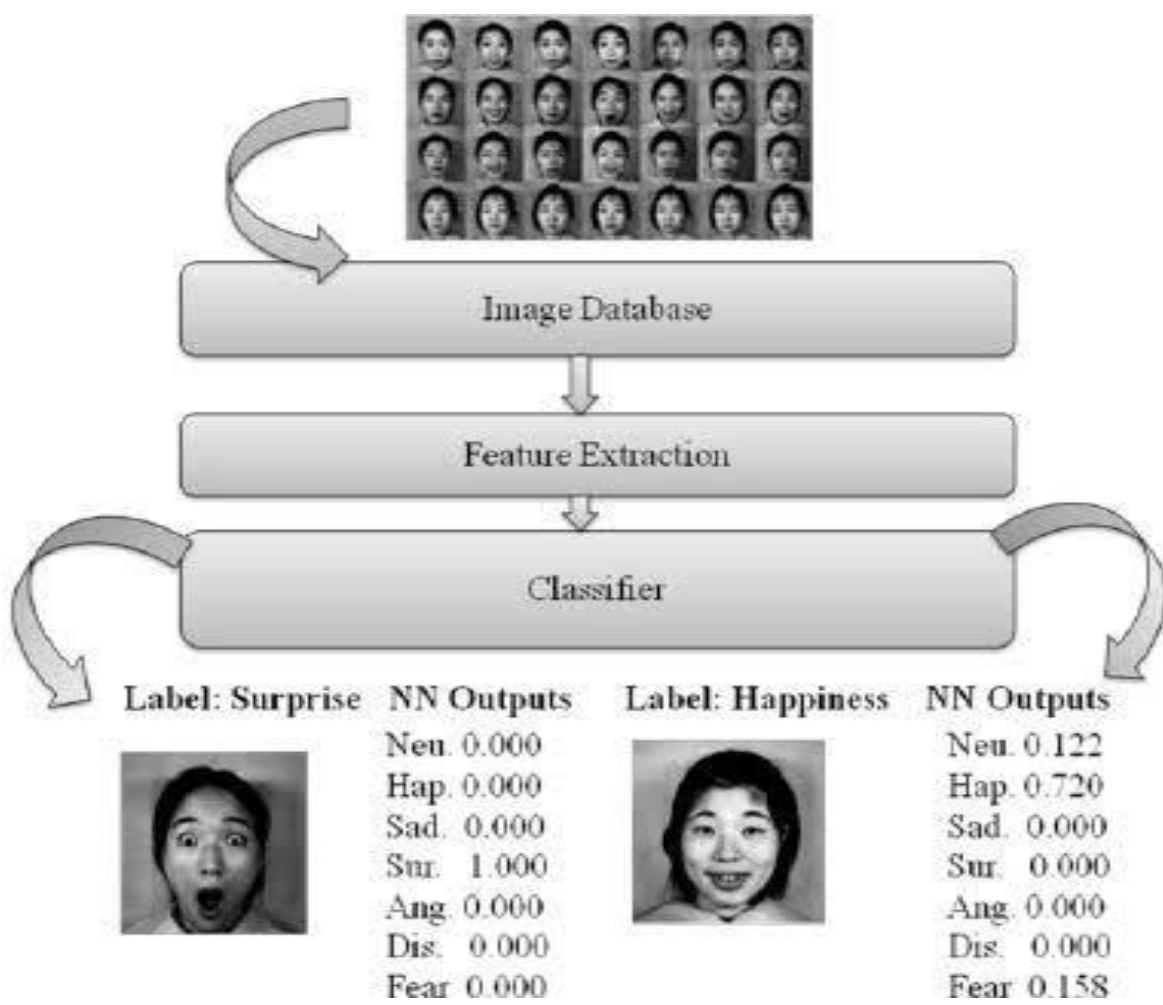 Image Database
Feature Extraction
Classifier
Label: Surprise
NN Outputs
Neu. 0.000
Hap. 0.000
Sad. 0.000
Sur. 1.000
Ang. 0.000
Dis. 0.000
Fear 0.000
Label: Happiness
NN Outputs
Neu. 0.122
Hap. 0.720
Sad. 0.000
Sur. 0.000
Ang. 0.000
Dis. 0.000
Fear 0.158